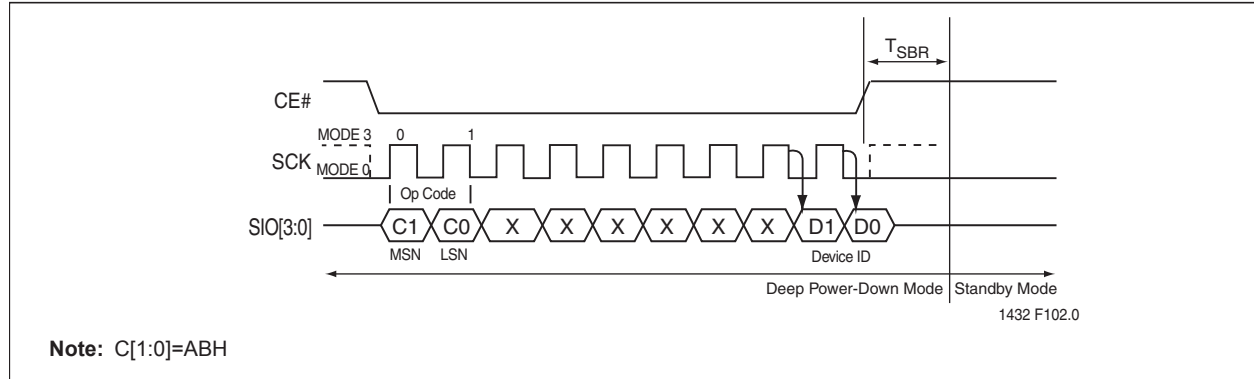 T_SBR
CE#
MODE 3 0 1
SCK
MODE 0
Op Code
SIO[3:0] C1 C0 X X X X X X D1 D0
MSN LSN Device ID
Deep Power-Down Mode Standby Mode
1432 F102.0
Note: C[1:0]=ABH